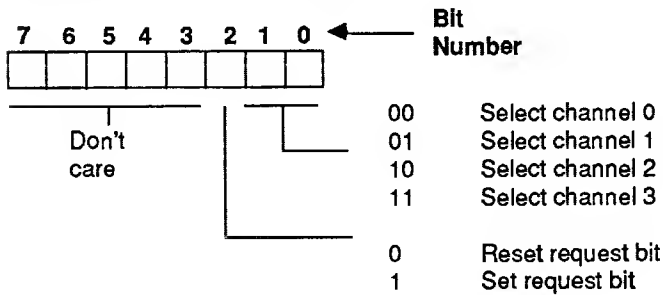 Bit
Number
7 6 5 4 3 2 1 0
Don't
care
00 Select channel 0
01 Select channel 1
10 Select channel 2
11 Select channel 3
0 Reset request bit
1 Set request bit